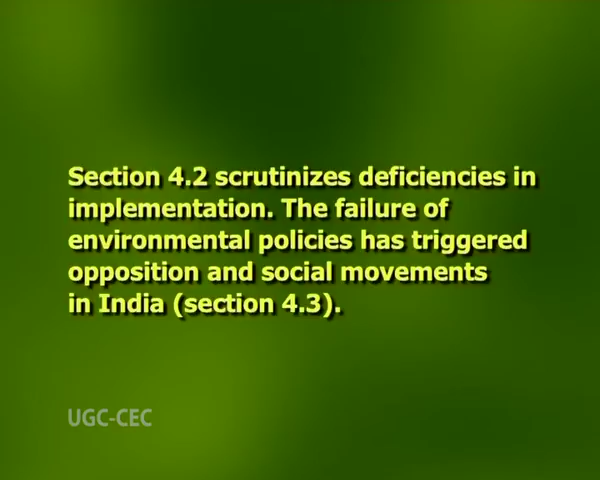 Section 4.2 scrutinizes deficiencies in
implementation. The failure of
environmental policies has triggered
opposition and social movements
in India (section 4.3).
UGC-CEC